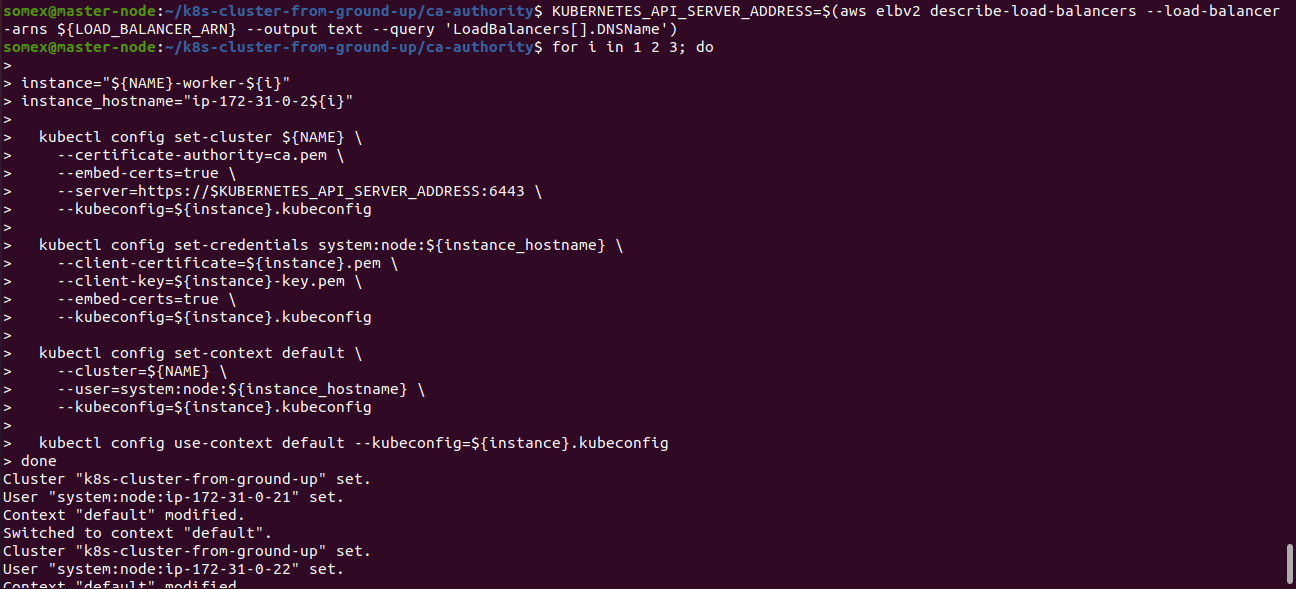 somex@master-node:~/k8s-cluster-from-ground-up/ca-authority$ KUBERNETES_API_SERVER_ADDRESS=$(aws elbv2 describe-load-balancers --load-balancer
-arns ${LOAD_BALANCER_ARN} --output text --query 'LoadBalancers[].DNSName')
somex@master-node:~/k8s-cluster-from-ground-up/ca-authority$ for i in 1 2 3; do
>
> instance="${NAME}-worker-${i}"
> instance_hostname="ip-172-31-0-2${i}"
>
>   kubectl config set-cluster ${NAME} \
>     --certificate-authority=ca.pem \
>     --embed-certs=true \
>     --server=https://$KUBERNETES_API_SERVER_ADDRESS:6443 \
>     --kubeconfig=${instance}.kubeconfig
>
>   kubectl config set-credentials system:node:${instance_hostname} \
>     --client-certificate=${instance}.pem \
>     --client-key=${instance}-key.pem \
>     --embed-certs=true \
>     --kubeconfig=${instance}.kubeconfig
>
>   kubectl config set-context default \
>     --cluster=${NAME} \
>     --user=system:node:${instance_hostname} \
>     --kubeconfig=${instance}.kubeconfig
>
>   kubectl config use-context default --kubeconfig=${instance}.kubeconfig
> done
Cluster "k8s-cluster-from-ground-up" set.
User "system:node:ip-172-31-0-21" set.
Context "default" modified.
Switched to context "default".
Cluster "k8s-cluster-from-ground-up" set.
User "system:node:ip-172-31-0-22" set.
Context "default" modified.